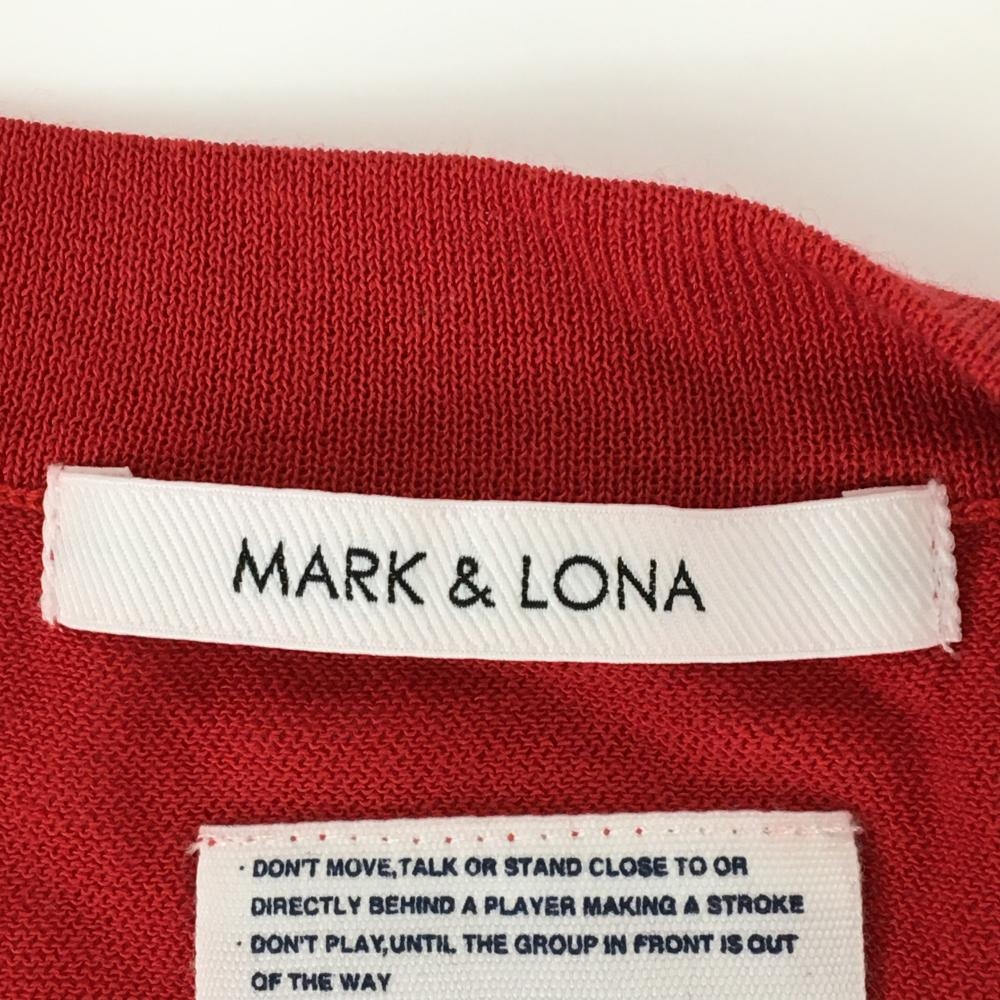 MARK & LONA
· DON'T MOVE,TALK OR STAND CLOSE TO OR
DIRECTLY BEHIND A PLAYER MAKING A STROKE
· DON'T PLAY,UNTIL THE GROUP IN FRONT IS OUT
OF THE WAY